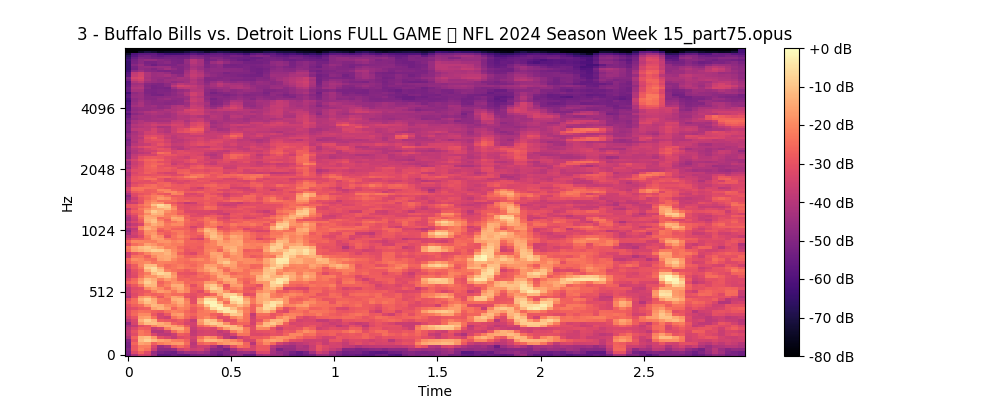 3 - Buffalo Bills vs. Detroit Lions FULL GAME ▯ NFL 2024 Season Week 15_part75.opus
+0 dB
4096
-10 dB
-20 dB
2048
-30 dB
Hz
1024
-40 dB
-50 dB
512
-60 dB
-70 dB
0
-80 dB
0 0.5 1 1.5 2 2.5
Time